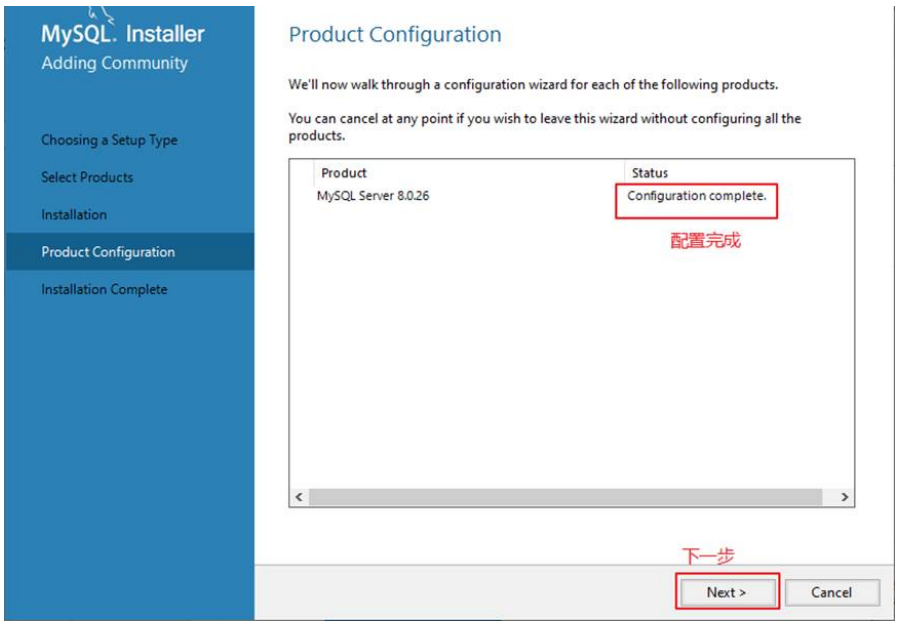 MySQL. Installer
Adding Community
Choosing a Setup Type
Select Products
Installation
Product Configuration
Installation Complete
Product Configuration
We'll now walk through a configuration wizard for each of the following products.
You can cancel at any point if you wish to leave this wizard without configuring all the
products.
Product Status
MySQL Server 8.0.26 Configuration complete.
配置完成
下一步
Next >
Cancel